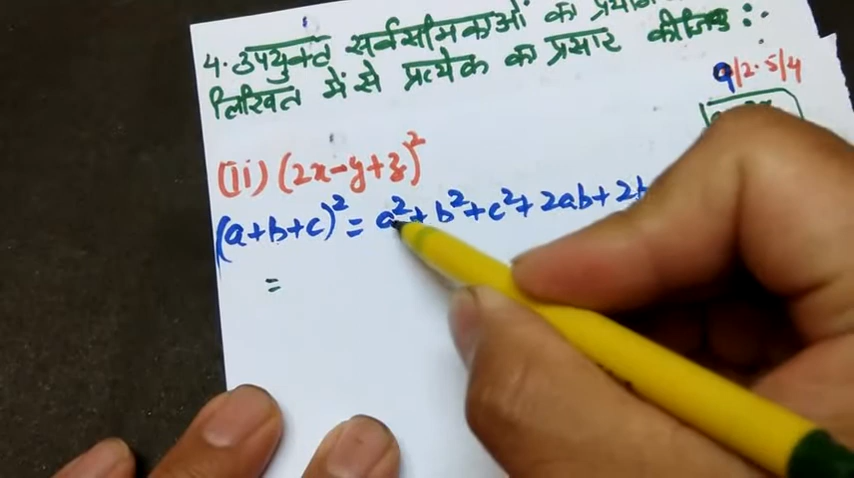 4. उपयुक्त सर्वसमिकाओं का
लिखित में से प्रत्येक का प्रसार कीजिए :
9/2.5/4
(ii) (2x-y+z)²
(a+b+c)² = a²+b²+c²+2ab+2b
=